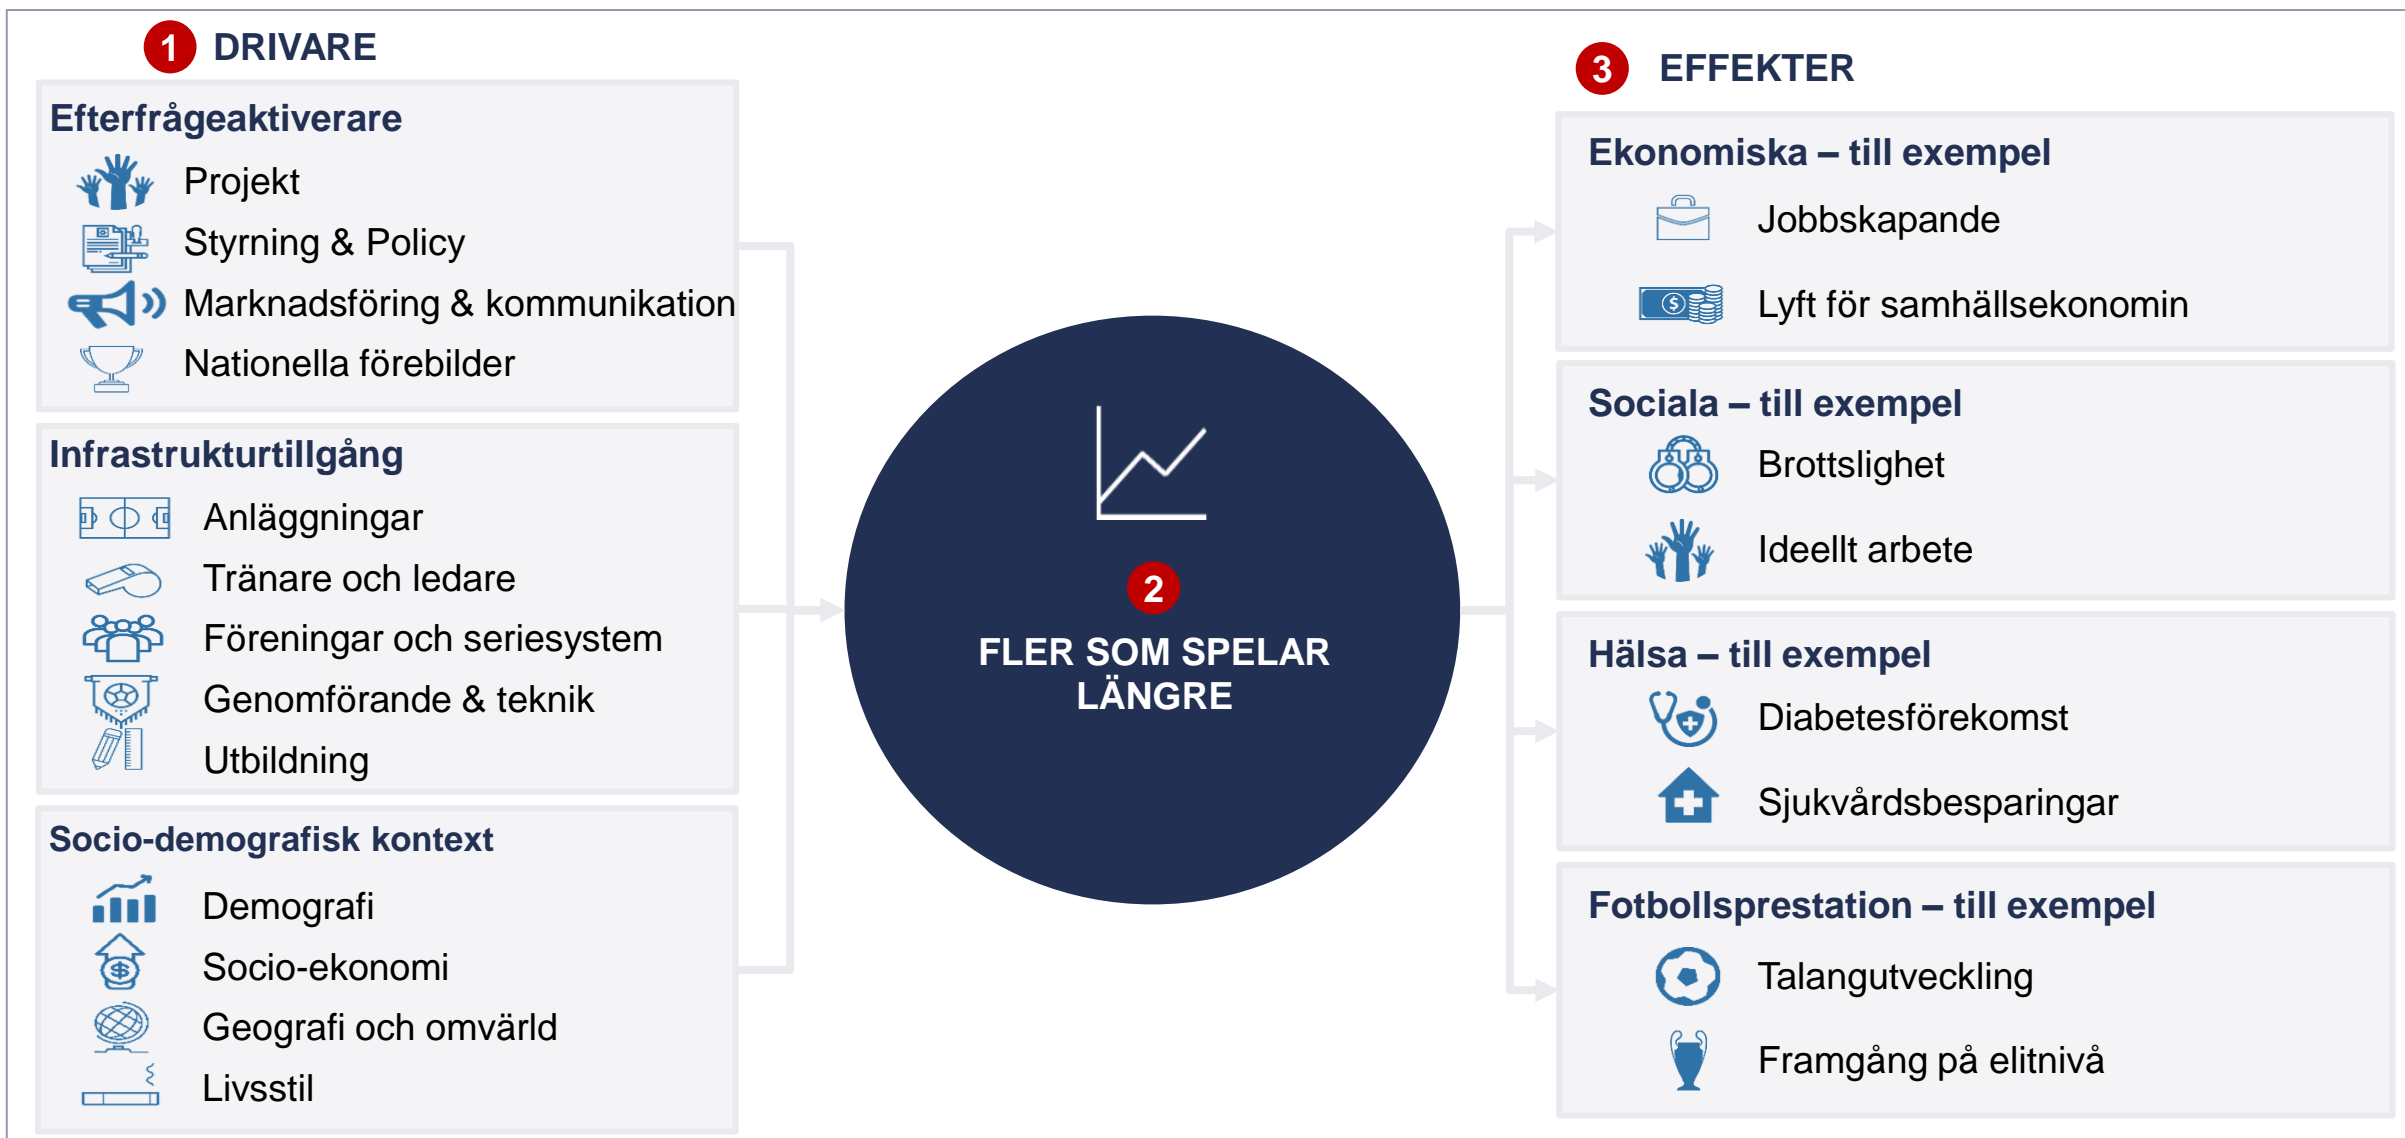 1 DRIVARE
Efterfrågeaktiverare
Projekt
Styrning & Policy
Marknadsföring & kommunikation
Nationella förebilder
Infrastrukturtillgång
Anläggningar
Tränare och ledare
Föreningar och seriesystem
Genomförande & teknik
Utbildning
Socio-demografisk kontext
Demografi
Socio-ekonomi
Geografi och omvärld
Livsstil
2
FLER SOM SPELAR
LÄNGRE
3 EFFEKTER
Ekonomiska – till exempel
Jobbskapande
Lyft för samhällsekonomin
Sociala – till exempel
Brottslighet
Ideellt arbete
Hälsa – till exempel
Diabetesförekomst
Sjukvårdsbesparingar
Fotbollsprestation – till exempel
Talangutveckling
Framgång på elitnivå